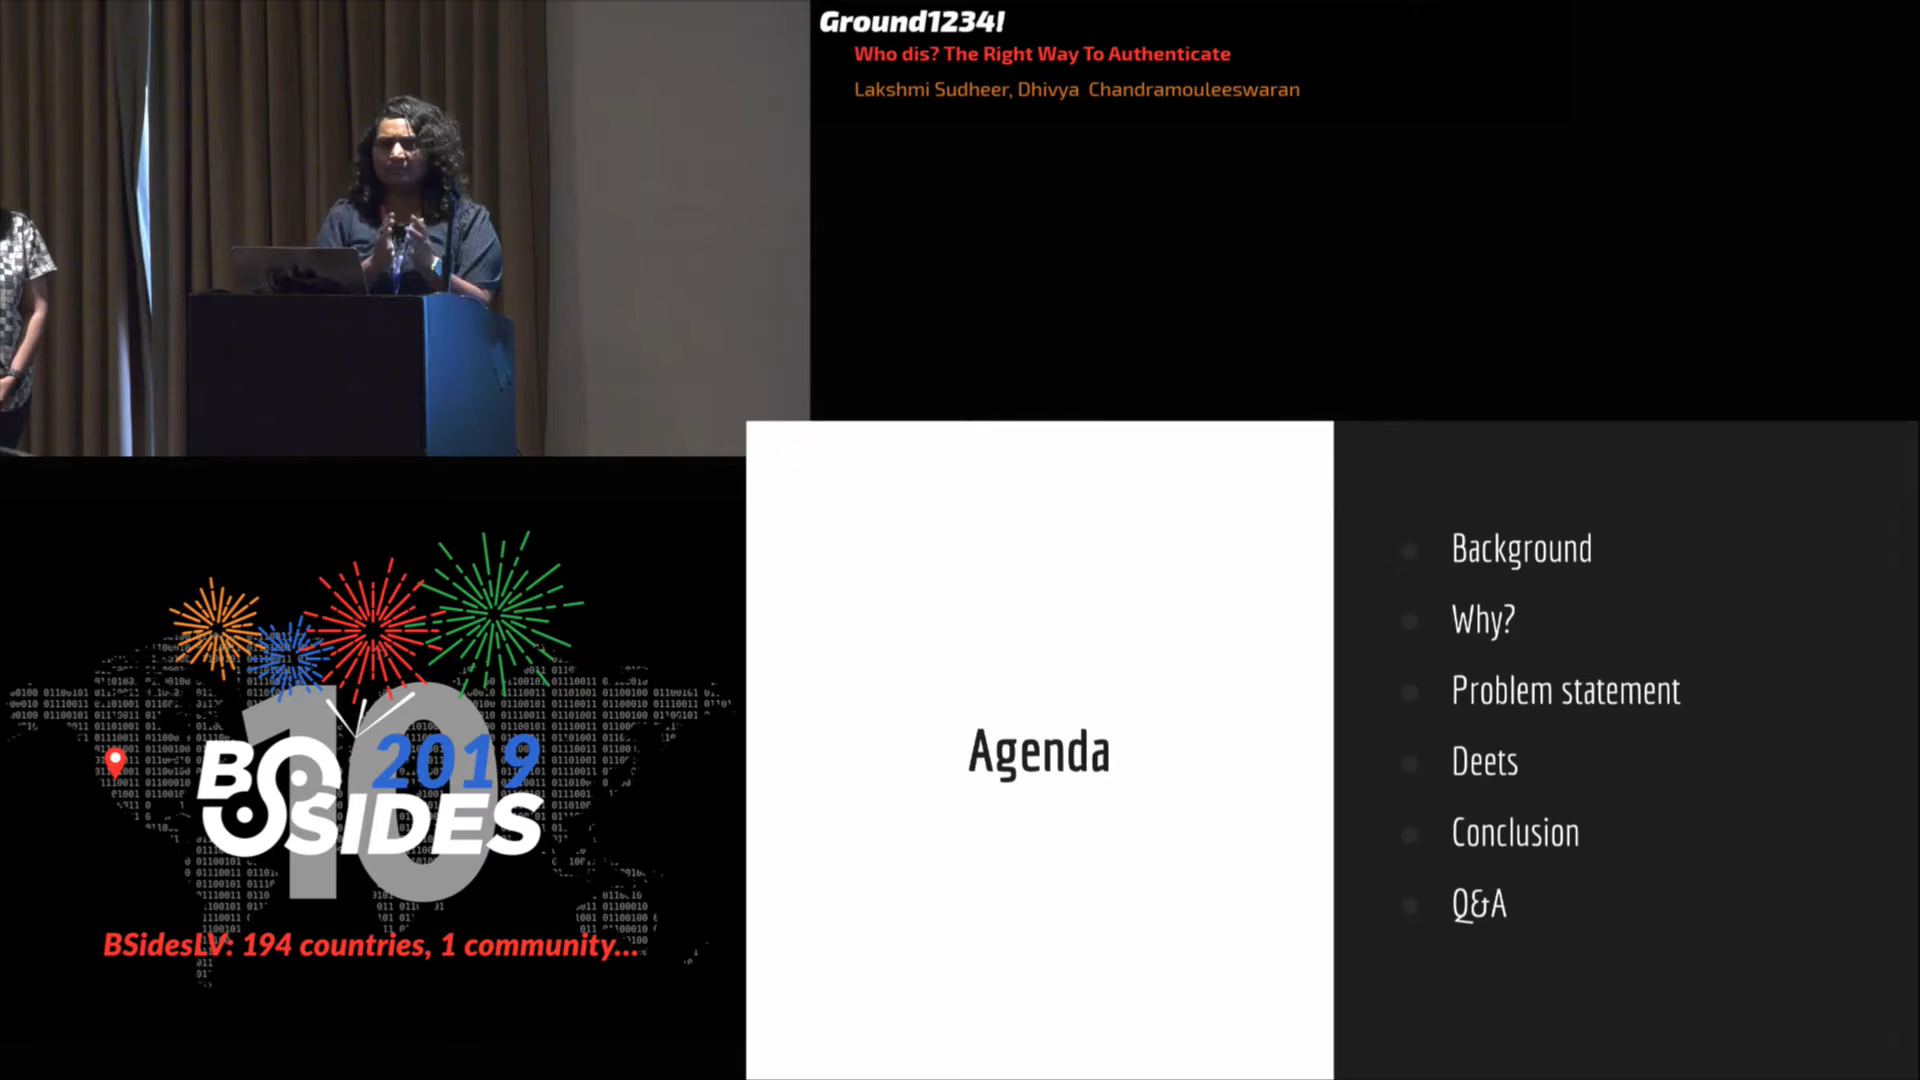 Ground1234!
Who dis? The Right Way To Authenticate
Lakshmi Sudheer, Dhivya Chandramouleeswaran
10
2019
BSIDES
BSidesLV: 194 countries, 1 community...
Agenda
Background
Why?
Problem statement
Deets
Conclusion
Q&A